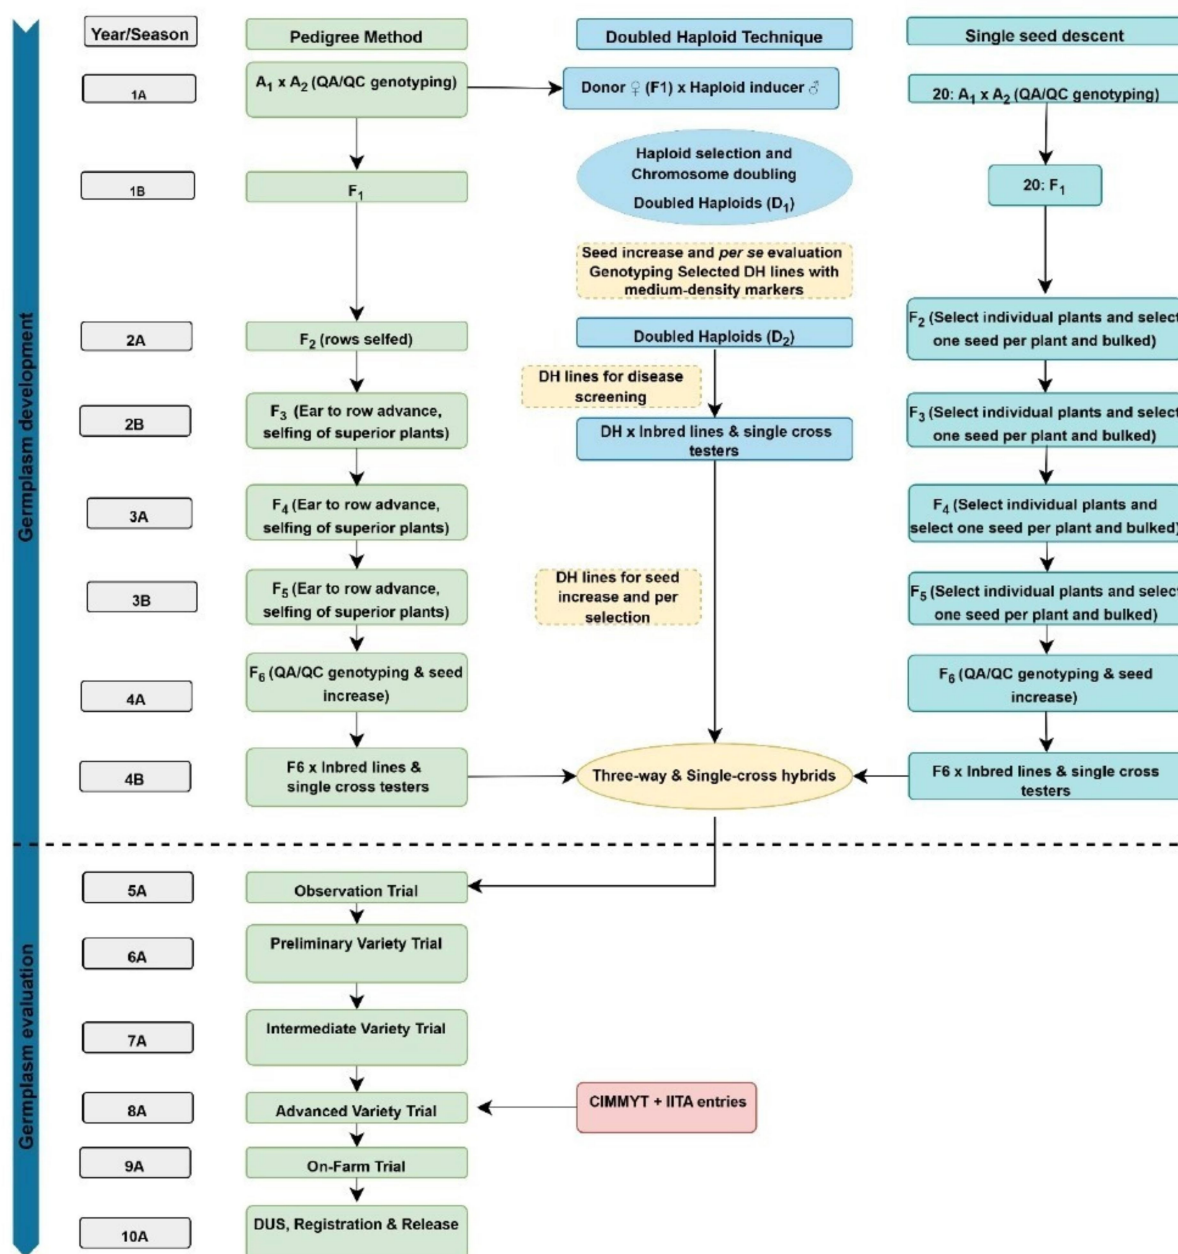 Year/Season
Pedigree Method
Doubled Haploid Technique
Single seed descent
1A
A1 x A2 (QA/QC genotyping)
Donor ♀ (F1) x Haploid inducer ♂
20: A1 x A2 (QA/QC genotyping)
1B
F1
Haploid selection and
Chromosome doubling
Doubled Haploids (D1)
20: F1
Seed increase and per se evaluation
Genotyping Selected DH lines with
medium-density markers
2A
F2 (rows selfed)
Doubled Haploids (D2)
F2 (Select individual plants and select
one seed per plant and bulked)
DH lines for disease
screening
2B
F3 (Ear to row advance,
selfing of superior plants)
DH x Inbred lines & single cross
testers
F3 (Select individual plants and select
one seed per plant and bulked)
3A
F4 (Ear to row advance,
selfing of superior plants)
F4 (Select individual plants and
select one seed per plant and bulked)
3B
F5 (Ear to row advance,
selfing of superior plants)
DH lines for seed
increase and per
selection
F5 (Select individual plants and select
one seed per plant and bulked)
4A
F6 (QA/QC genotyping & seed
increase)
F6 (QA/QC genotyping & seed
increase)
4B
F6 x Inbred lines &
single cross testers
Three-way & Single-cross hybrids
F6 x Inbred lines & single cross
testers
Germplasm development
5A
Observation Trial
6A
Preliminary Variety Trial
7A
Intermediate Variety Trial
8A
Advanced Variety Trial
CIMMYT + IITA entries
9A
On-Farm Trial
10A
DUS, Registration & Release
Germplasm evaluation